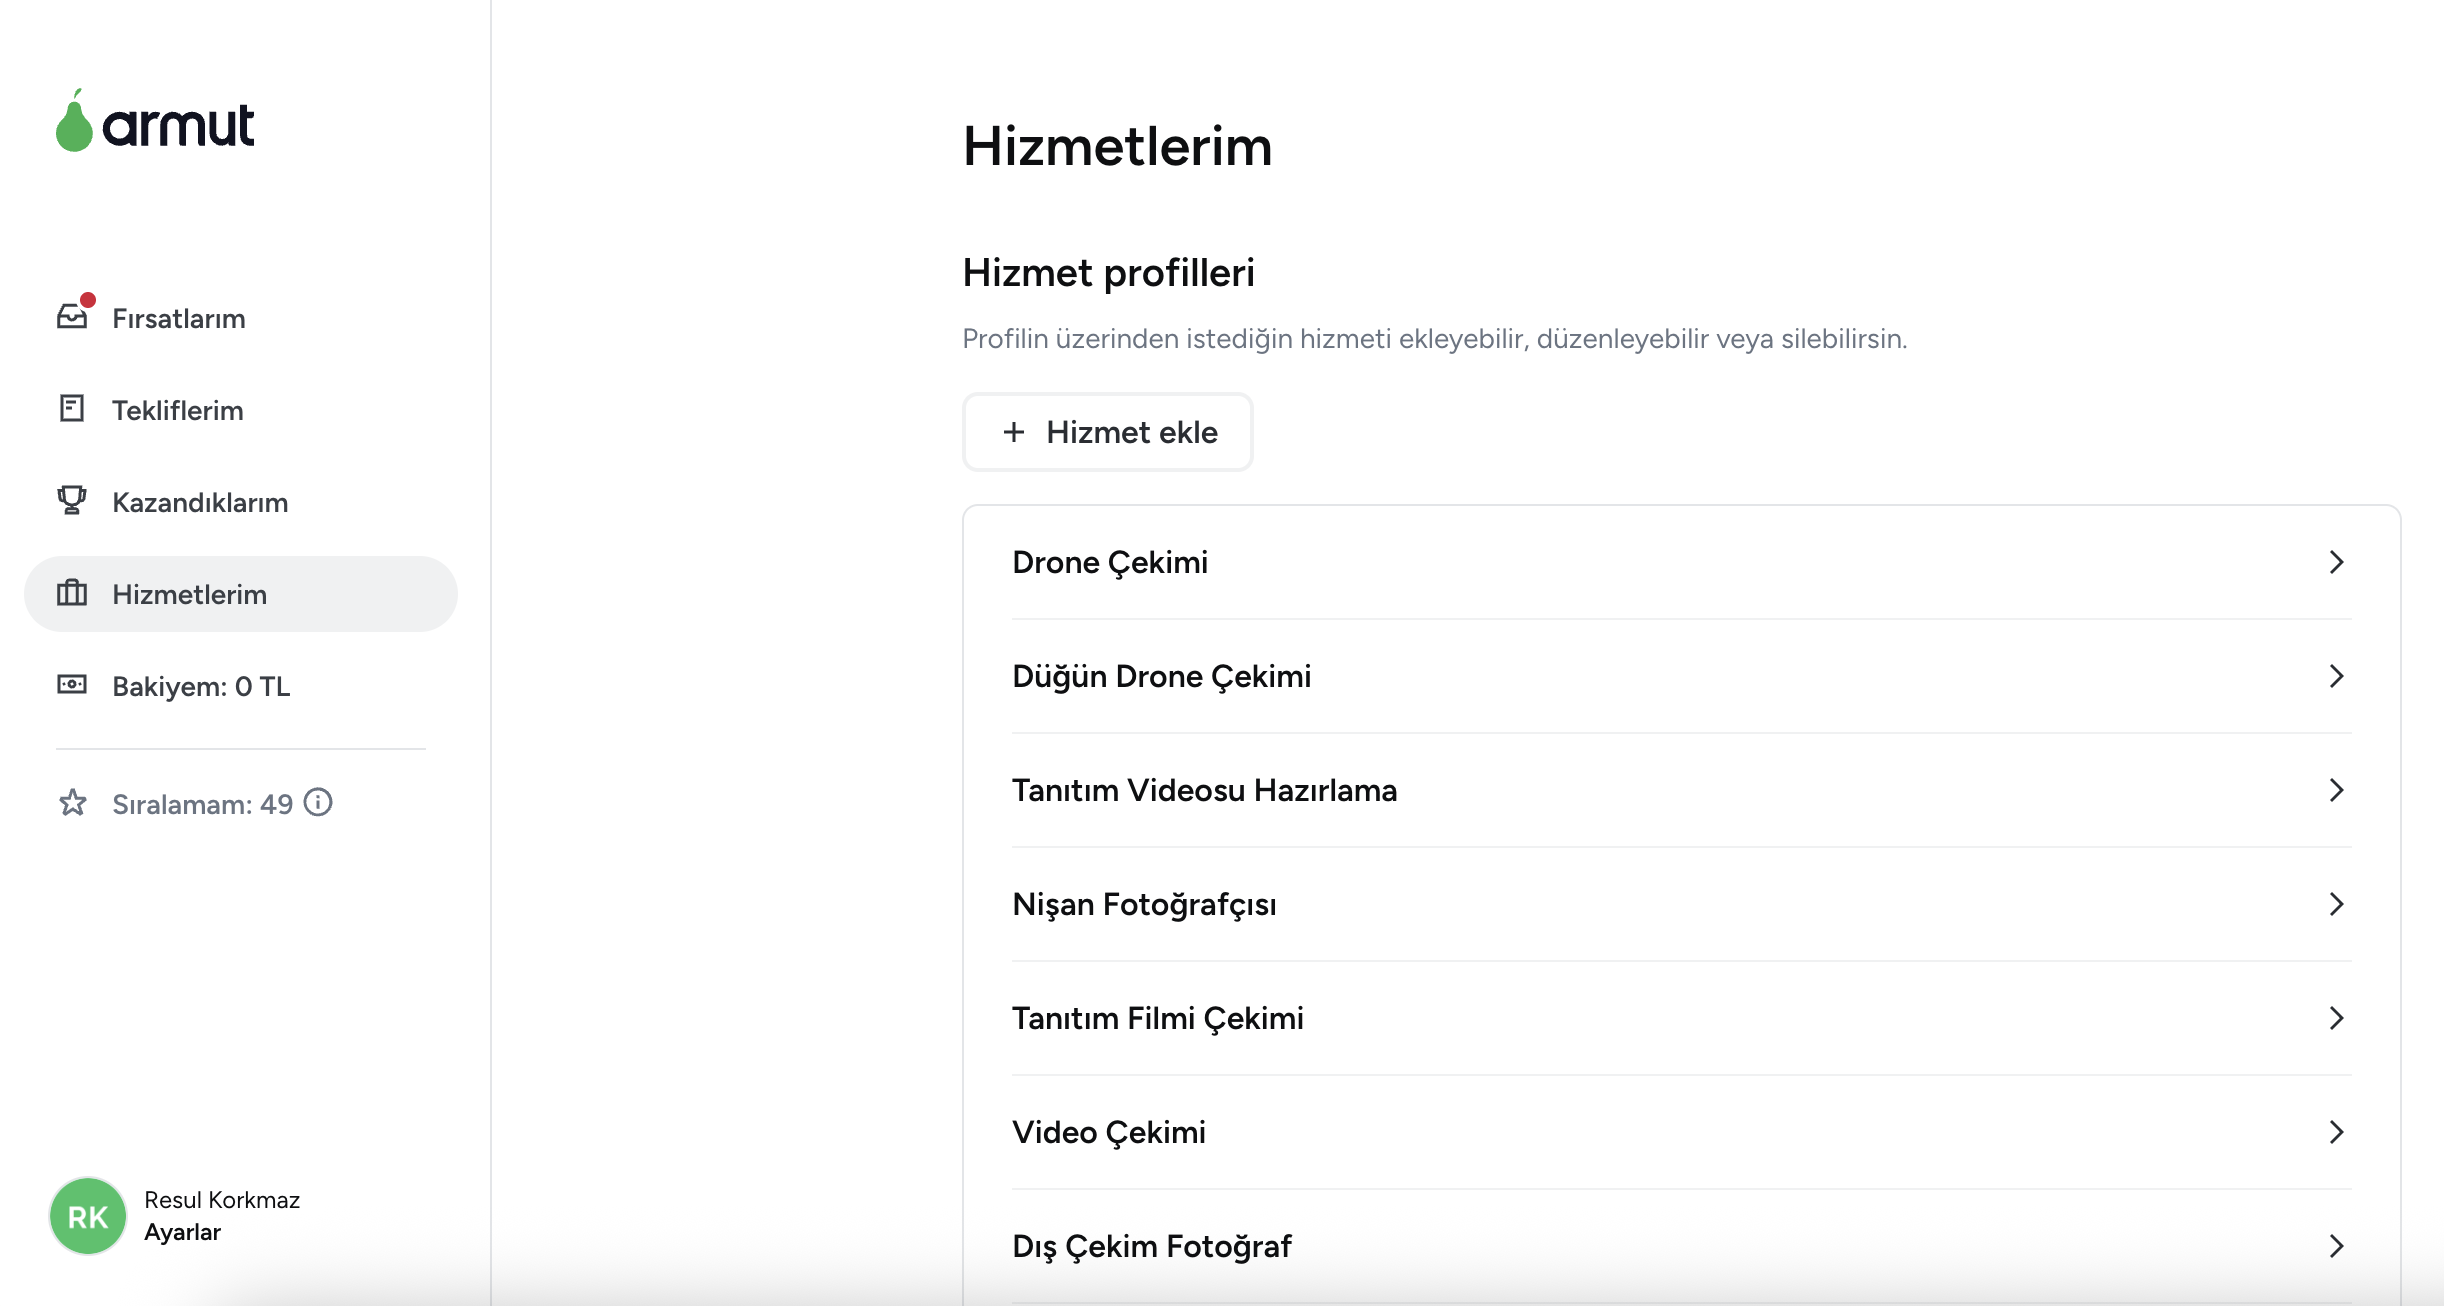 armut
Fırsatlarım
Tekliflerim
Kazandıklarım
Hizmetlerim
Bakiyem: 0 TL
Sıralamam: 49
RK
Resul Korkmaz
Ayarlar
Hizmetlerim
Hizmet profilleri
Profilin üzerinden istediğin hizmeti ekleyebilir, düzenleyebilir veya silebilirsin.
+ Hizmet ekle
Drone Çekimi
Düğün Drone Çekimi
Tanıtım Videosu Hazırlama
Nişan Fotoğrafçısı
Tanıtım Filmi Çekimi
Video Çekimi
Dış Çekim Fotoğraf